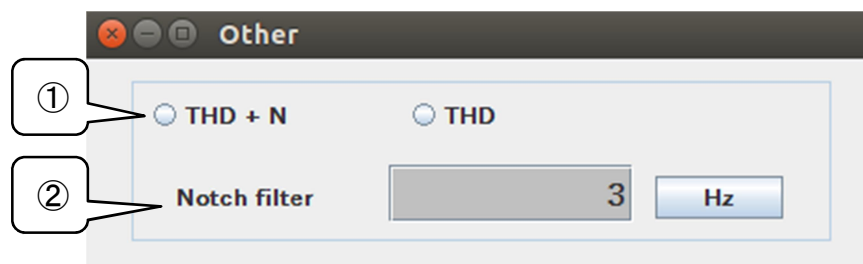 Other
① THD + N THD
② Notch filter 3 Hz